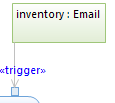 inventory : Email
«trigger»